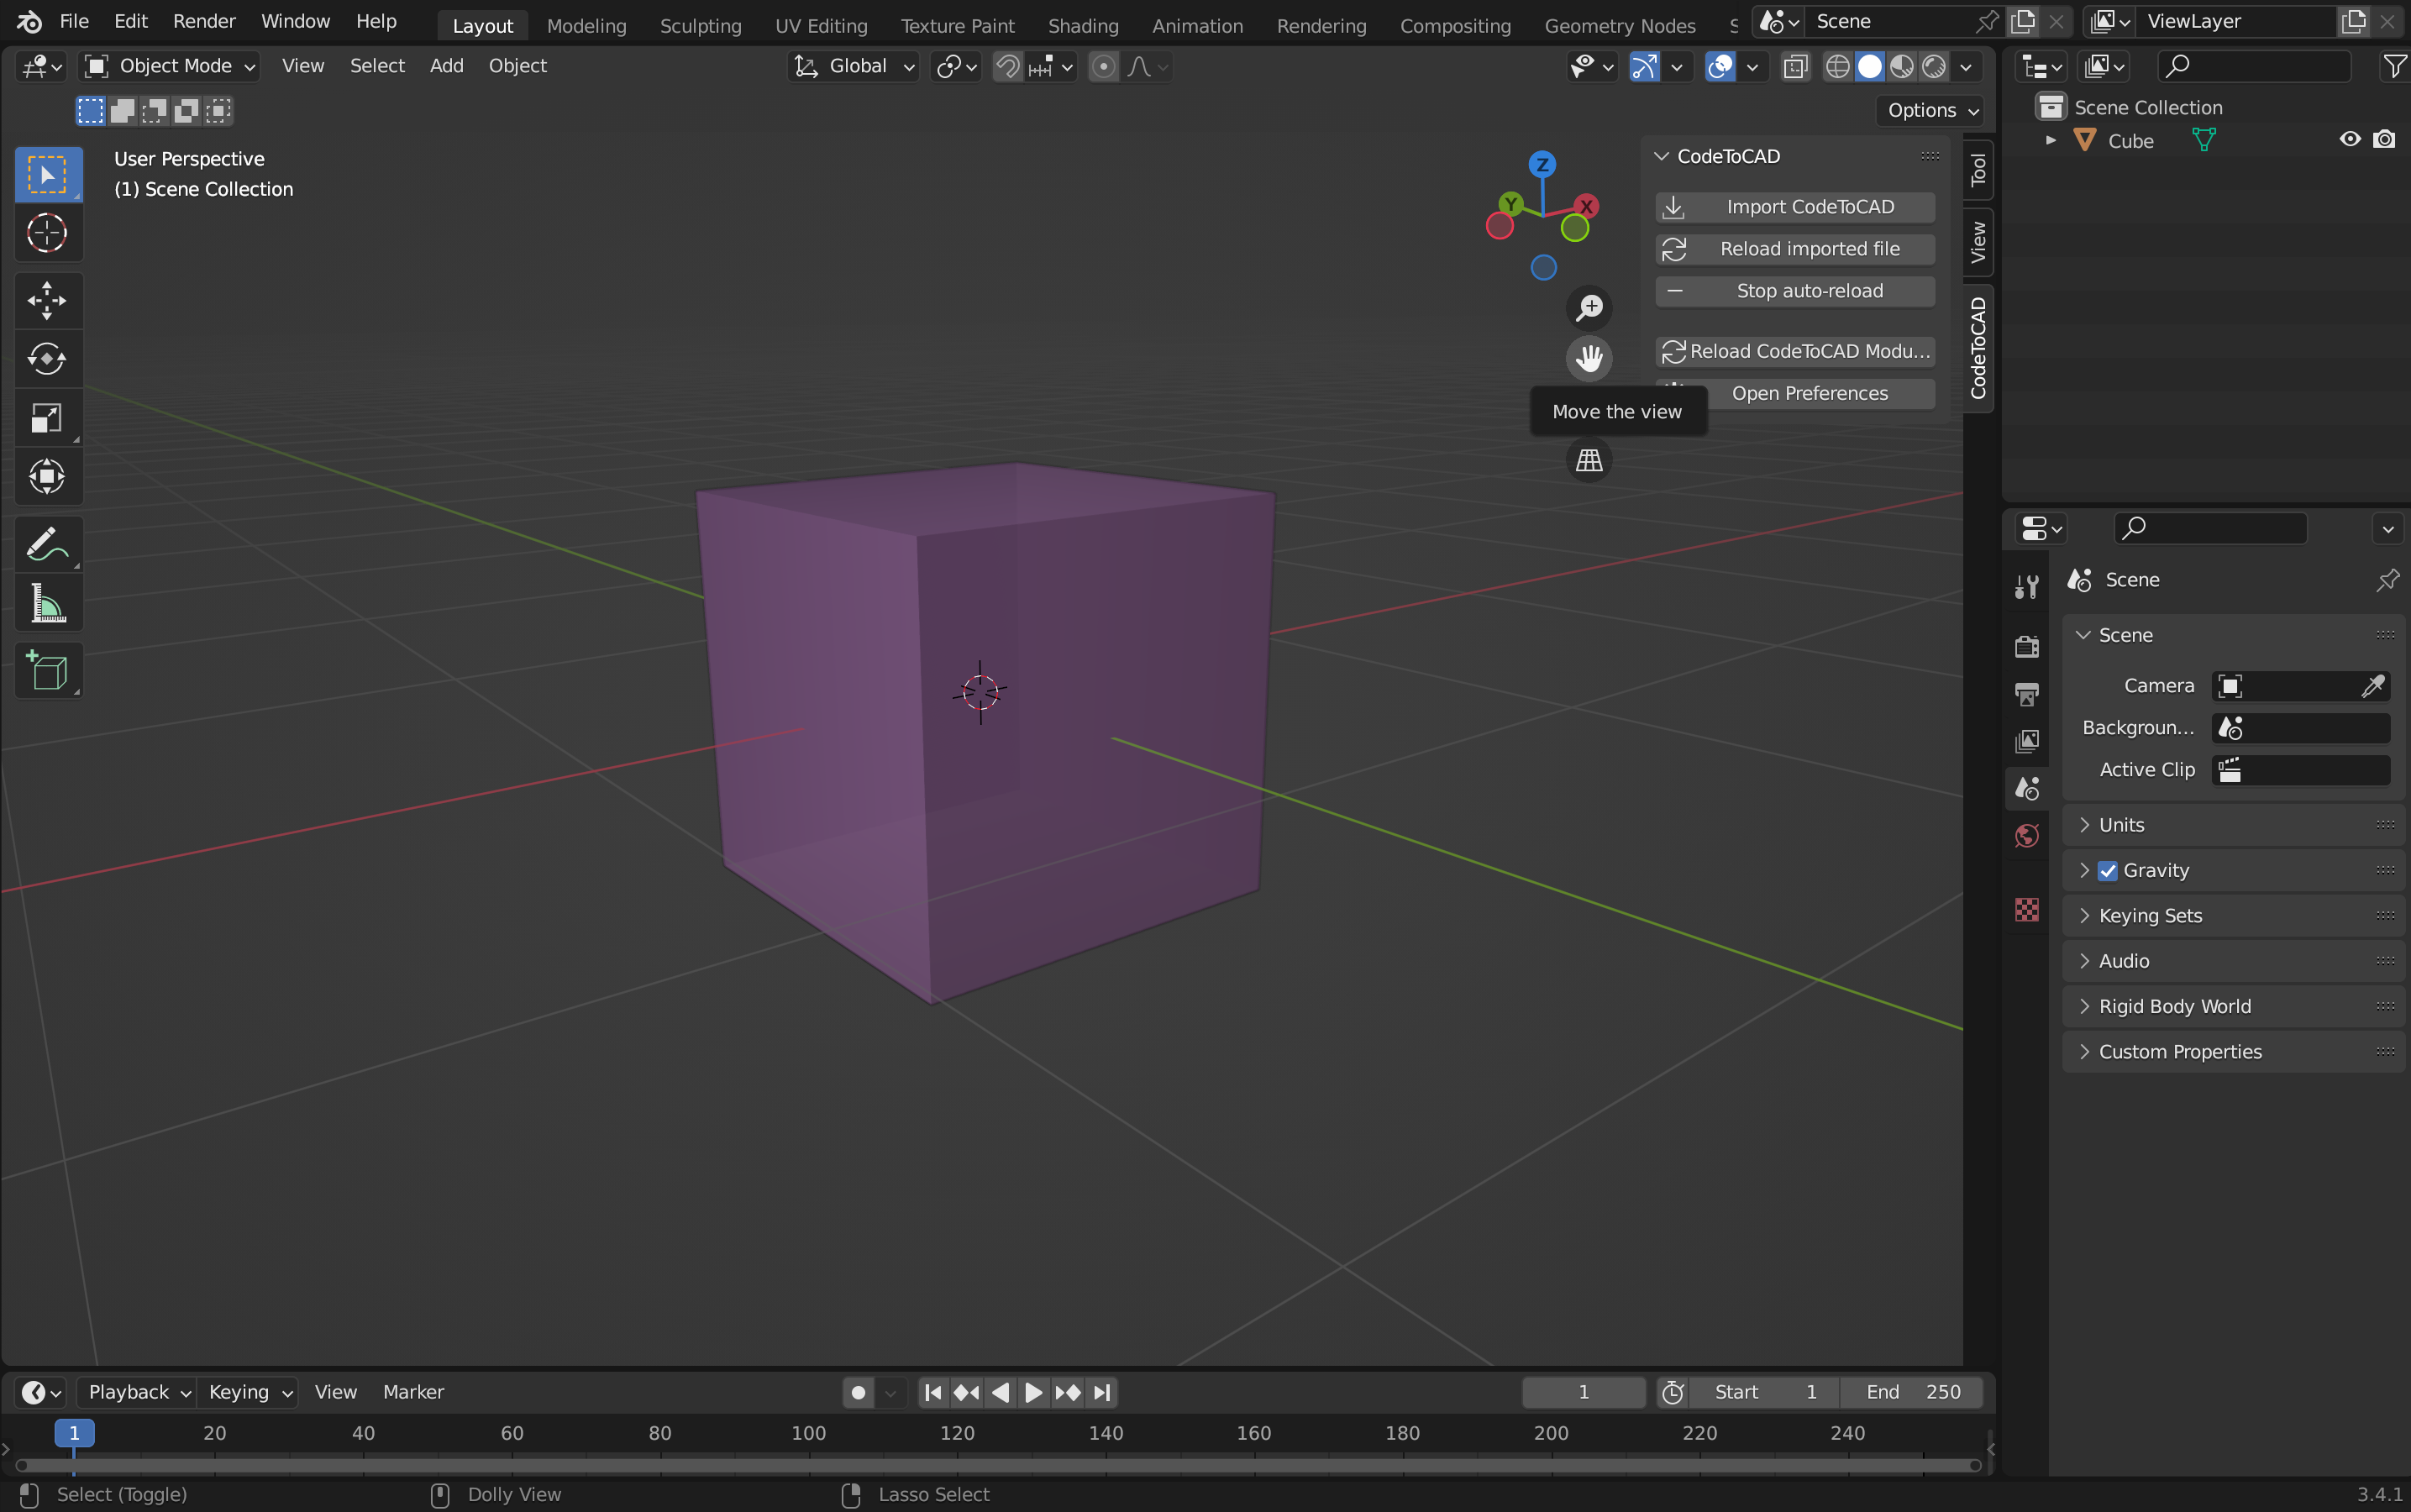 File Edit Render Window Help Layout Modeling Sculpting UV Editing Texture Paint Shading Animation Rendering Compositing Geometry Nodes Scene ViewLayer
Object Mode View Select Add Object Global
Options
User Perspective
(1) Scene Collection
Z
Y
X
CodeToCAD
Import CodeToCAD
Reload imported file
Stop auto-reload
Reload CodeToCAD Modu...
Open Preferences
Move the view
Tool
View
CodeToCAD
Scene Collection
Cube
Scene
Scene
Camera
Backgroun...
Active Clip
Units
Gravity
Keying Sets
Audio
Rigid Body World
Custom Properties
Playback Keying View Marker 1 Start 1 End 250
1 20 40 60 80 100 120 140 160 180 200 220 240
Select (Toggle) Dolly View Lasso Select 3.4.1